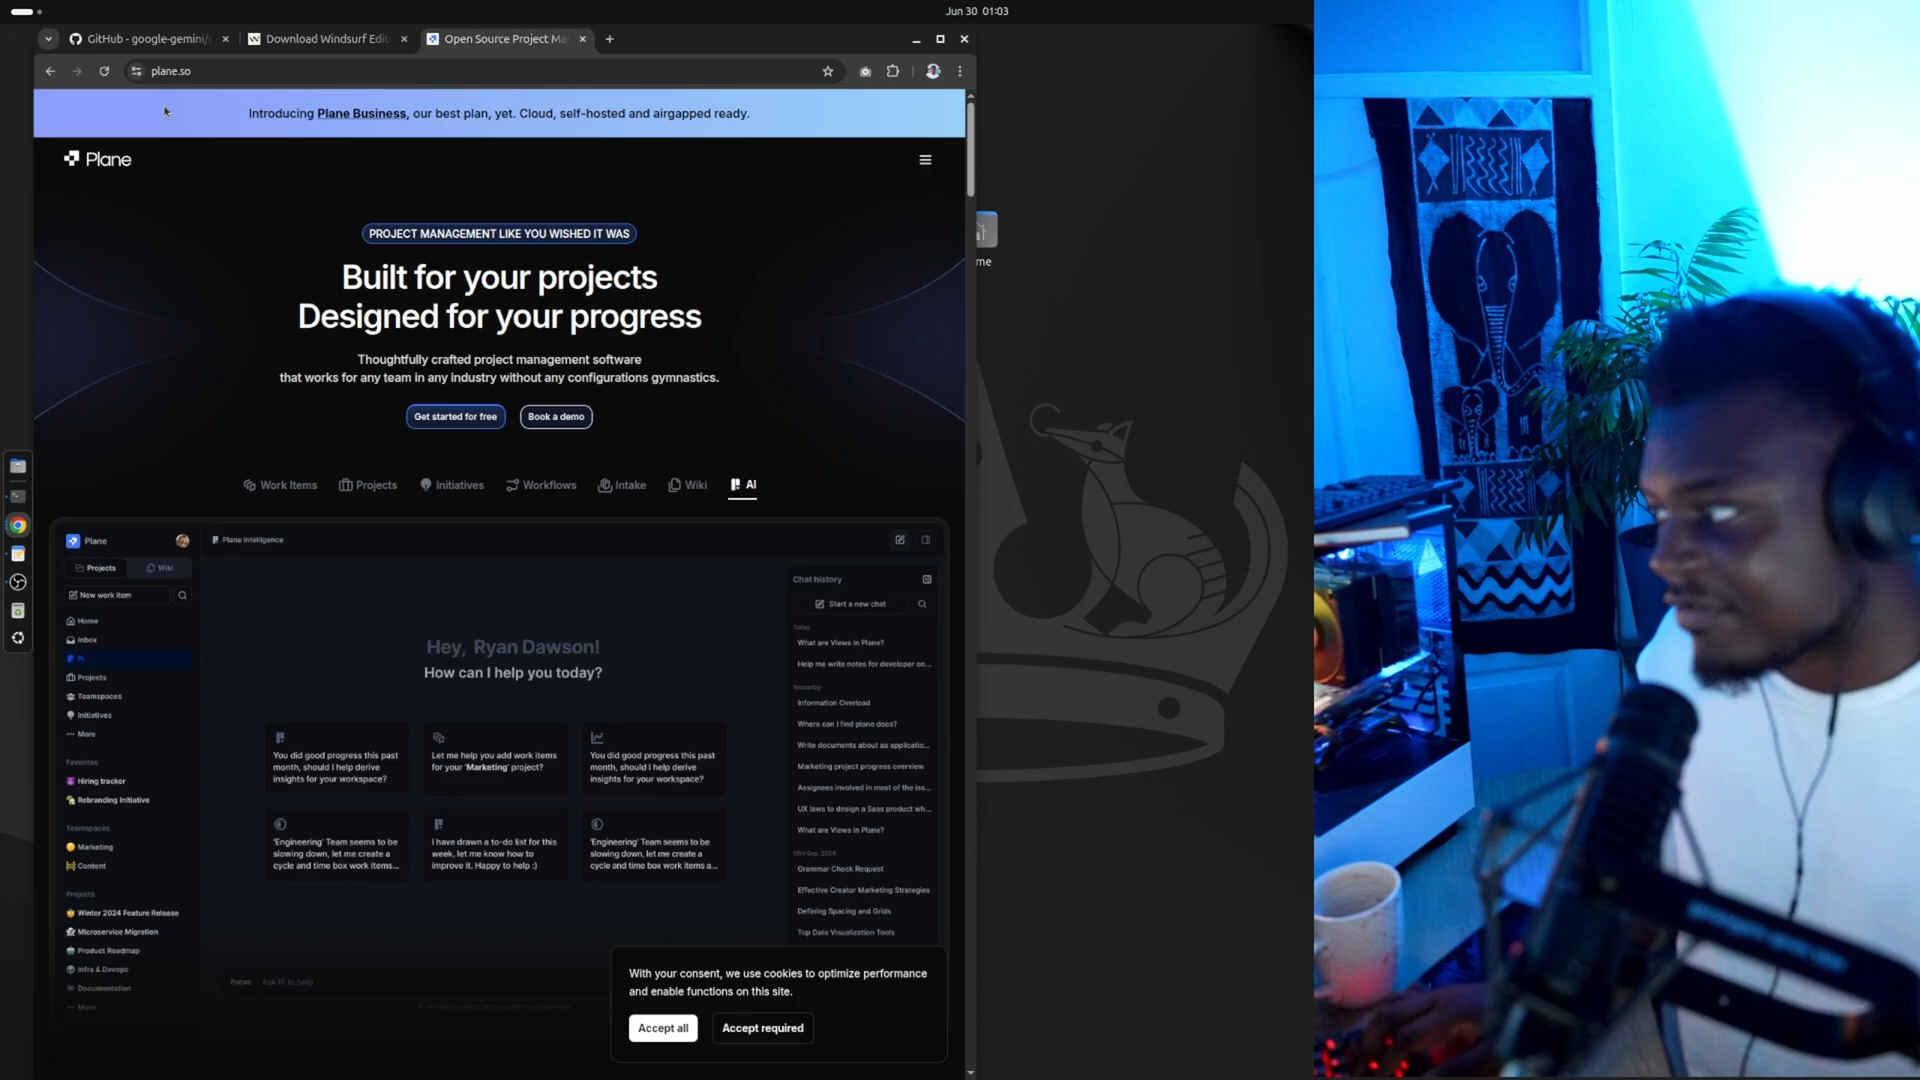 Jun 30 01:03
GitHub - google-gemini/
Download Windsurf Edit
Open Source Project Ma
plane.so
Introducing Plane Business, our best plan, yet. Cloud, self-hosted and airgapped ready.
Plane
PROJECT MANAGEMENT LIKE YOU WISHED IT WAS
Built for your projects
Designed for your progress
Thoughtfully crafted project management software
that works for any team in any industry without any configurations gymnastics.
Get started for free
Book a demo
Work Items
Projects
Initiatives
Workflows
Intake
Wiki
AI
me
Plane
Projects
Wiki
New work item
Home
Inbox
Pi
Projects
Teamspaces
Initiatives
More
Favorites
Hiring tracker
Rebranding Initiative
Teamspaces
Marketing
Content
Projects
Winter 2024 Feature Release
Microservice Migration
Product Roadmap
Infra & Devops
Documentation
More
Plane Intelligence
Hey, Ryan Dawson!
How can I help you today?
You did good progress this past
month, should I help derive
insights for your workspace?
Let me help you add work items
for your 'Marketing' project?
You did good progress this past
month, should I help derive
insights for your workspace?
'Engineering' Team seems to be
slowing down, let me create a
cycle and time box work items...
I have drawn a to-do list for this
week, let me know how to
improve it. Happy to help :)
'Engineering' Team seems to be
slowing down, let me create a
cycle and time box work items a...
Focus
Ask Pi to help
Chat history
Start a new chat
Today
What are Views in Plane?
Help me write notes for developer on...
Yesterday
Information Overload
Where can I find plane docs?
Write documents about as applicatio...
Marketing project progress overview
Assignees involved in most of the iss...
UX laws to design a Saas product wh...
What are Views in Plane?
Sep, 2024
Grammar Check Request
Effective Creator Marketing Strategies
Defining Spacing and Grids
Top Data Visualization Tools
With your consent, we use cookies to optimize performance
and enable functions on this site.
Accept all
Accept required